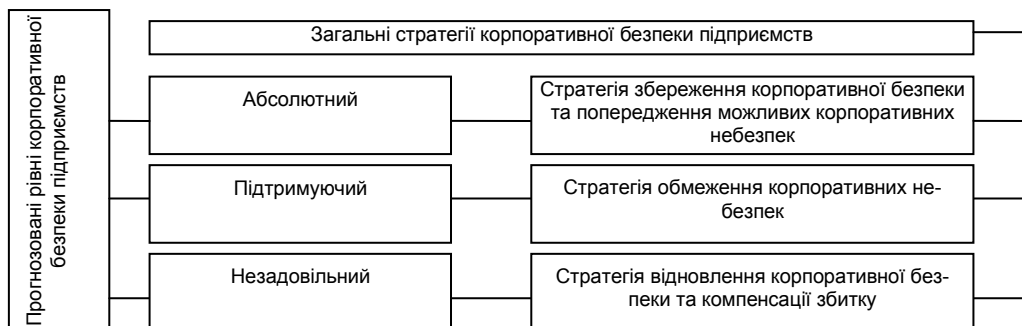 Прогнозовані рівні корпоративної
безпеки підприємств
Загальні стратегії корпоративної безпеки підприємств
Абсолютний
Стратегія збереження корпоративної безпеки
та попередження можливих корпоративних
небезпек
Підтримуючий
Стратегія обмеження корпоративних не-
безпек
Незадовільний
Стратегія відновлення корпоративної без-
пеки та компенсації збитку